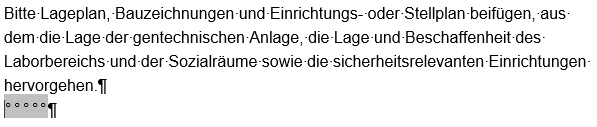 Bitte Lageplan, Bauzeichnungen und Einrichtungs- oder Stellplan beifügen, aus
dem die Lage der gentechnischen Anlage, die Lage und Beschaffenheit des
Laborbereichs und der Sozialräume sowie die sicherheitsrelevanten Einrichtungen
hervorgehen.¶
°°°°°¶